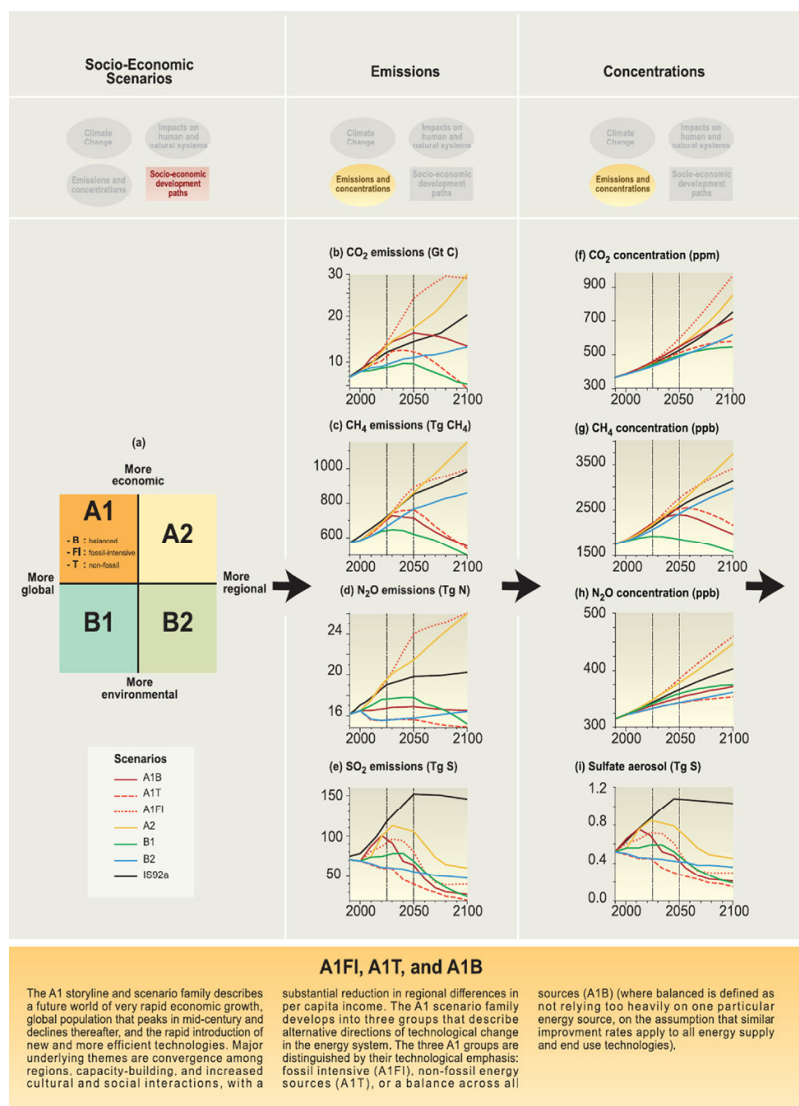 Socio-Economic
Scenarios
Emissions
Concentrations
Climate
Change
Impacts on
human and
natural systems
Emissions and
concentrations
Socio-economic
development
paths
Climate
Change
Impacts on
human and
natural systems
Emissions and
concentrations
Socio-economic
development
paths
Climate
Change
Impacts on
human and
natural systems
Emissions and
concentrations
Socio-economic
development
paths
(a)
More
economic
A1
- B : balanced
- FI : fossil-intensive
- T : non-fossil
A2
More
global
More
regional
B1
B2
More
environmental
Scenarios
A1B
A1T
A1FI
A2
B1
B2
IS92a
(b) CO2 emissions (Gt C)
30
20
10
2000 2050 2100
(c) CH4 emissions (Tg CH4)
1000
800
600
2000 2050 2100
(d) N2O emissions (Tg N)
24
20
16
2000 2050 2100
(e) SO2 emissions (Tg S)
150
100
50
2000 2050 2100
(f) CO2 concentration (ppm)
900
700
500
300
2000 2050 2100
(g) CH4 concentration (ppb)
3500
2500
1500
2000 2050 2100
(h) N2O concentration (ppb)
500
400
300
2000 2050 2100
(i) Sulfate aerosol (Tg S)
1.2
0.8
0.4
0.0
2000 2050 2100
A1FI, A1T, and A1B
The A1 storyline and scenario family describes
a future world of very rapid economic growth,
global population that peaks in mid-century and
declines thereafter, and the rapid introduction of
new and more efficient technologies. Major
underlying themes are convergence among
regions, capacity-building, and increased
cultural and social interactions, with a
substantial reduction in regional differences in
per capita income. The A1 scenario family
develops into three groups that describe
alternative directions of technological change
in the energy system. The three A1 groups are
distinguished by their technological emphasis:
fossil intensive (A1FI), non-fossil energy
sources (A1T), or a balance across all
sources (A1B) (where balanced is defined as
not relying too heavily on one particular
energy source, on the assumption that similar
improvment rates apply to all energy supply
and end use technologies).